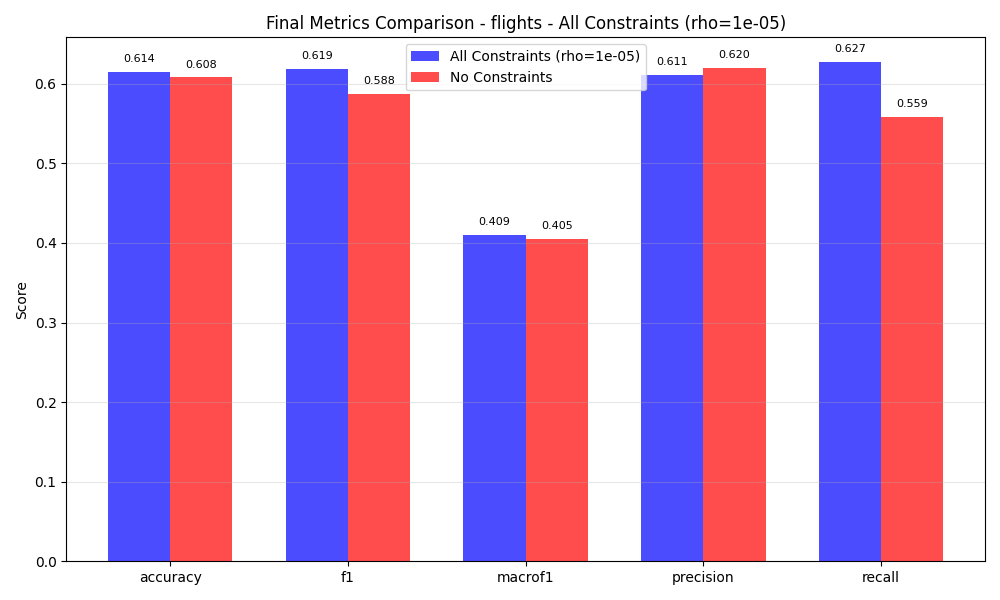 Final Metrics Comparison - flights - All Constraints (rho=1e-05)
All Constraints (rho=1e-05)
No Constraints
Score
0.6
0.5
0.4
0.3
0.2
0.1
0.0
0.614
0.608
0.619
0.588
0.409
0.405
0.611
0.620
0.627
0.559
accuracy
f1
macrof1
precision
recall